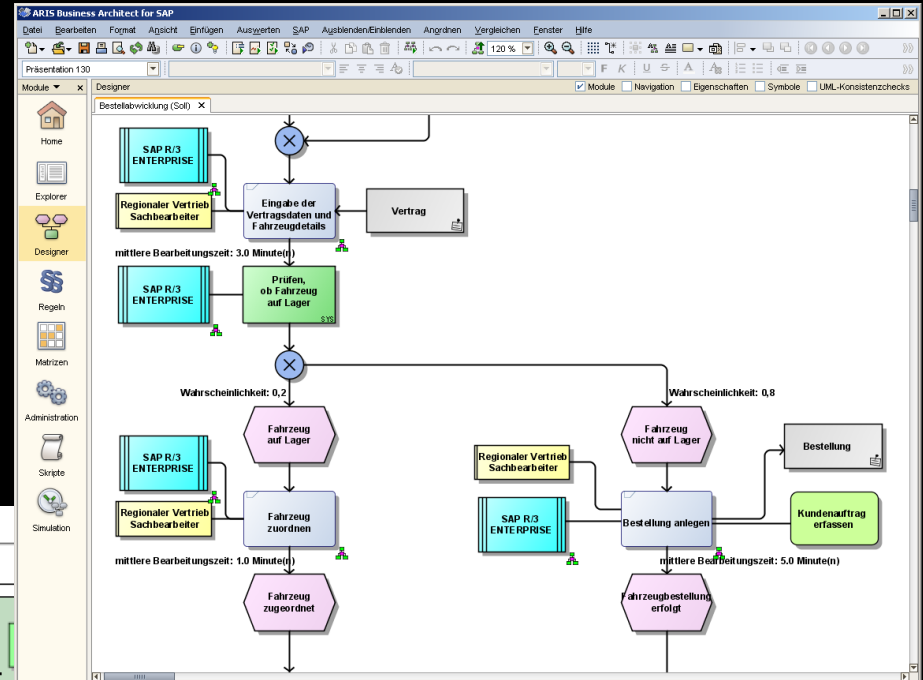 ARIS Business Architect for SAP
Datei Bearbeiten Format Ansicht Einfügen Auswerten SAP Ausblenden/Einblenden Anordnen Vergleichen Fenster Hilfe
120 %
Präsentation 130
F K U S A
Module
Designer
Module Navigation Eigenschaften Symbole UML-Konsistenzchecks
Bestellabwicklung (Soll)
Home
Explorer
Designer
Regeln
Matrizen
Administration
Skripte
Simulation
SAP R/3
ENTERPRISE
Regionaler Vertrieb
Sachbearbeiter
Eingabe der
Vertragsdaten und
Fahrzeugdetails
Vertrag
mittlere Bearbeitungszeit: 3.0 Minute(n)
SAP R/3
ENTERPRISE
Prüfen,
ob Fahrzeug
auf Lager
SYS
Wahrscheinlichkeit: 0,2
Wahrscheinlichkeit: 0,8
Fahrzeug
auf Lager
Fahrzeug
nicht auf Lager
SAP R/3
ENTERPRISE
Regionaler Vertrieb
Sachbearbeiter
Fahrzeug
zuordnen
Regionaler Vertrieb
Sachbearbeiter
SAP R/3
ENTERPRISE
Bestellung anlegen
Bestellung
Kundenauftrag
erfassen
mittlere Bearbeitungszeit: 1.0 Minute(n)
mittlere Bearbeitungszeit: 5.0 Minute(n)
Fahrzeug
zugeordnet
Fahrzeugbestellung
erfolgt